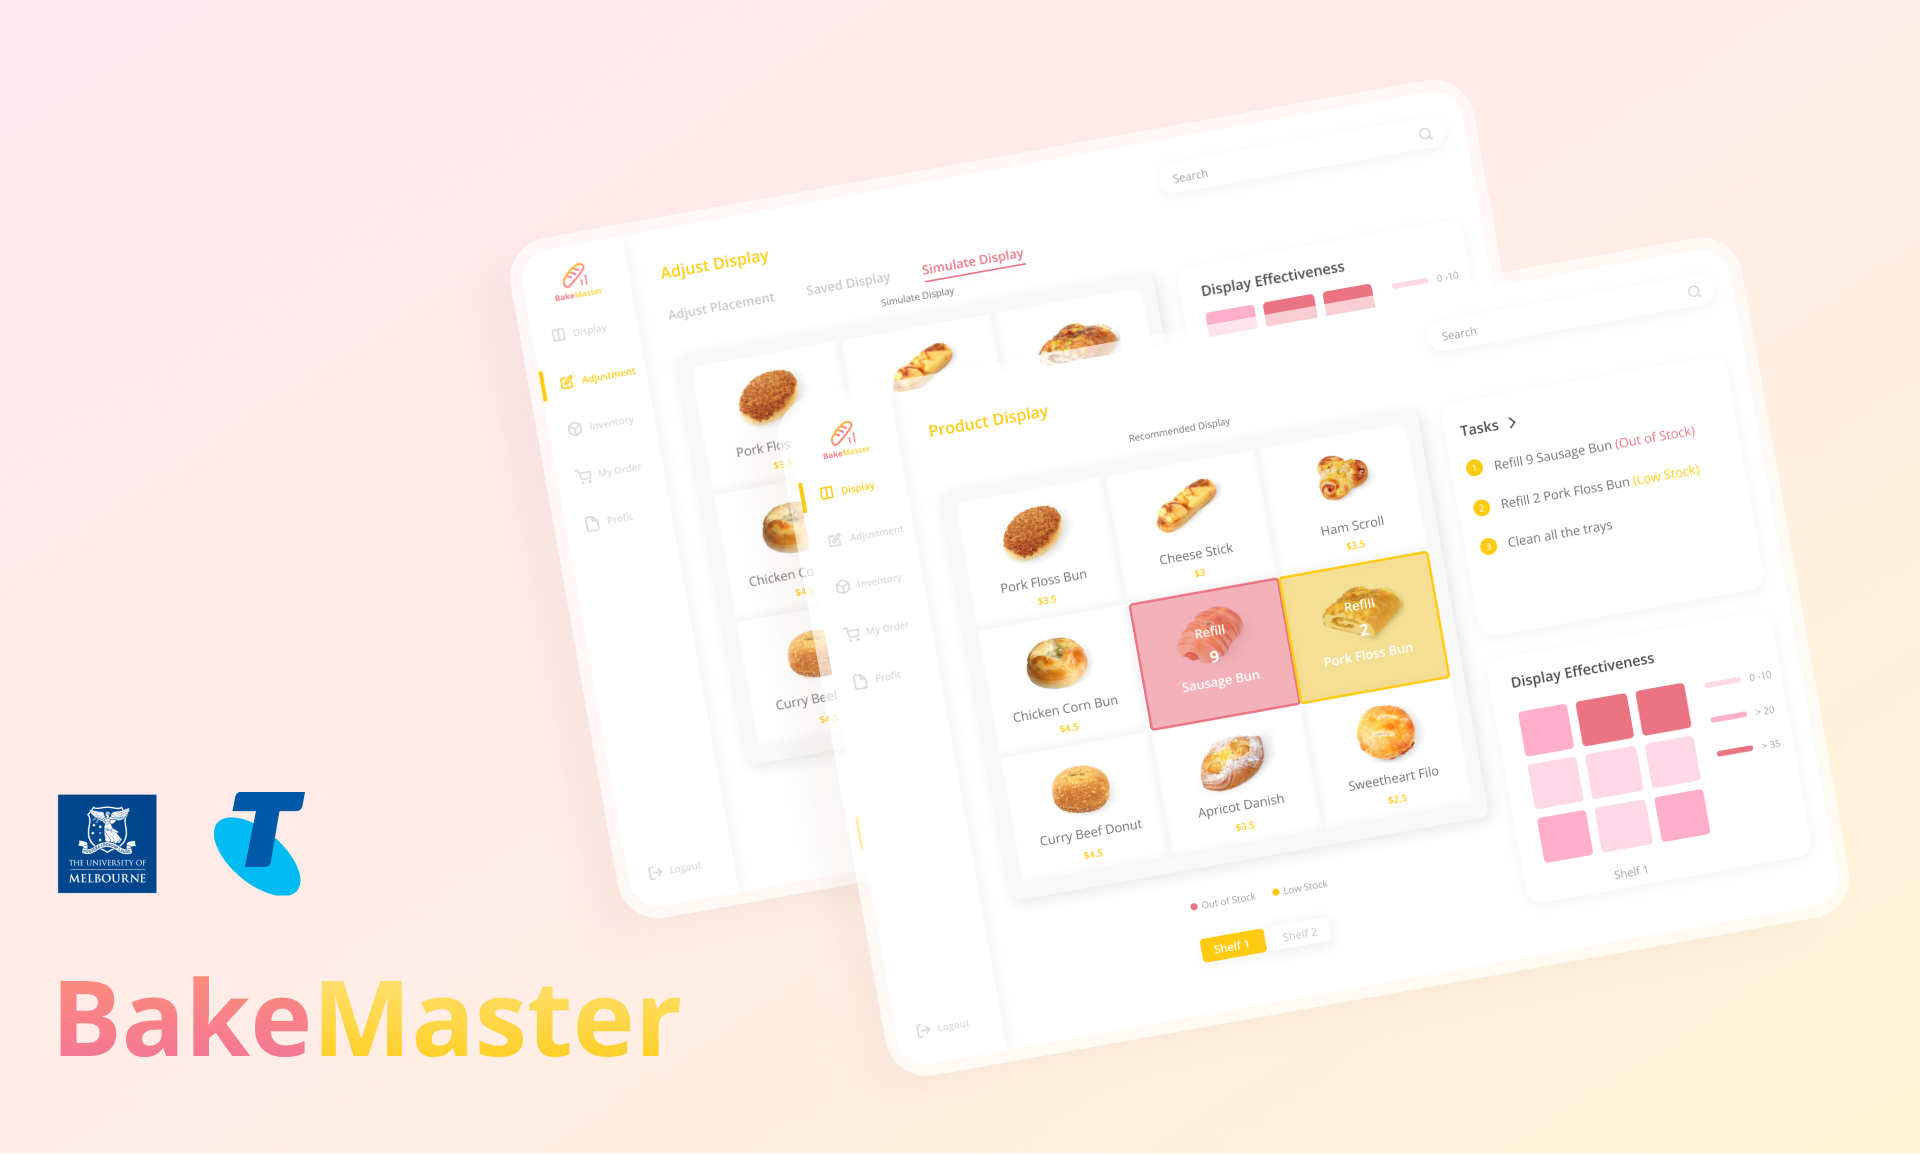 Search
Adjust Display
Adjust Placement
Saved Display
Simulate Display
Simulate Display
Display Effectiveness
0 -10
BakeMaster
Display
Adjustment
Inventory
My Order
Profit
Logout
Pork Flos
$3.5
Chicken Co
$4.5
Curry Beef
$4.5
Search
Product Display
Recommended Display
BakeMaster
Display
Adjustment
Inventory
My Order
Profit
Logout
Pork Floss Bun
$3.5
Cheese Stick
$3
Ham Scroll
$3.5
Chicken Corn Bun
$4.5
Refill
9
Sausage Bun
Refill
2
Pork Floss Bun
Curry Beef Donut
$4.5
Apricot Danish
$3.5
Sweetheart Filo
$2.5
Out of Stock
Low Stock
Shelf 1
Shelf 2
Tasks
1 Refill 9 Sausage Bun (Out of Stock)
2 Refill 2 Pork Floss Bun (Low Stock)
3 Clean all the trays
Display Effectiveness
0 -10
> 20
> 35
Shelf 1
THE UNIVERSITY OF
MELBOURNE
T
BakeMaster